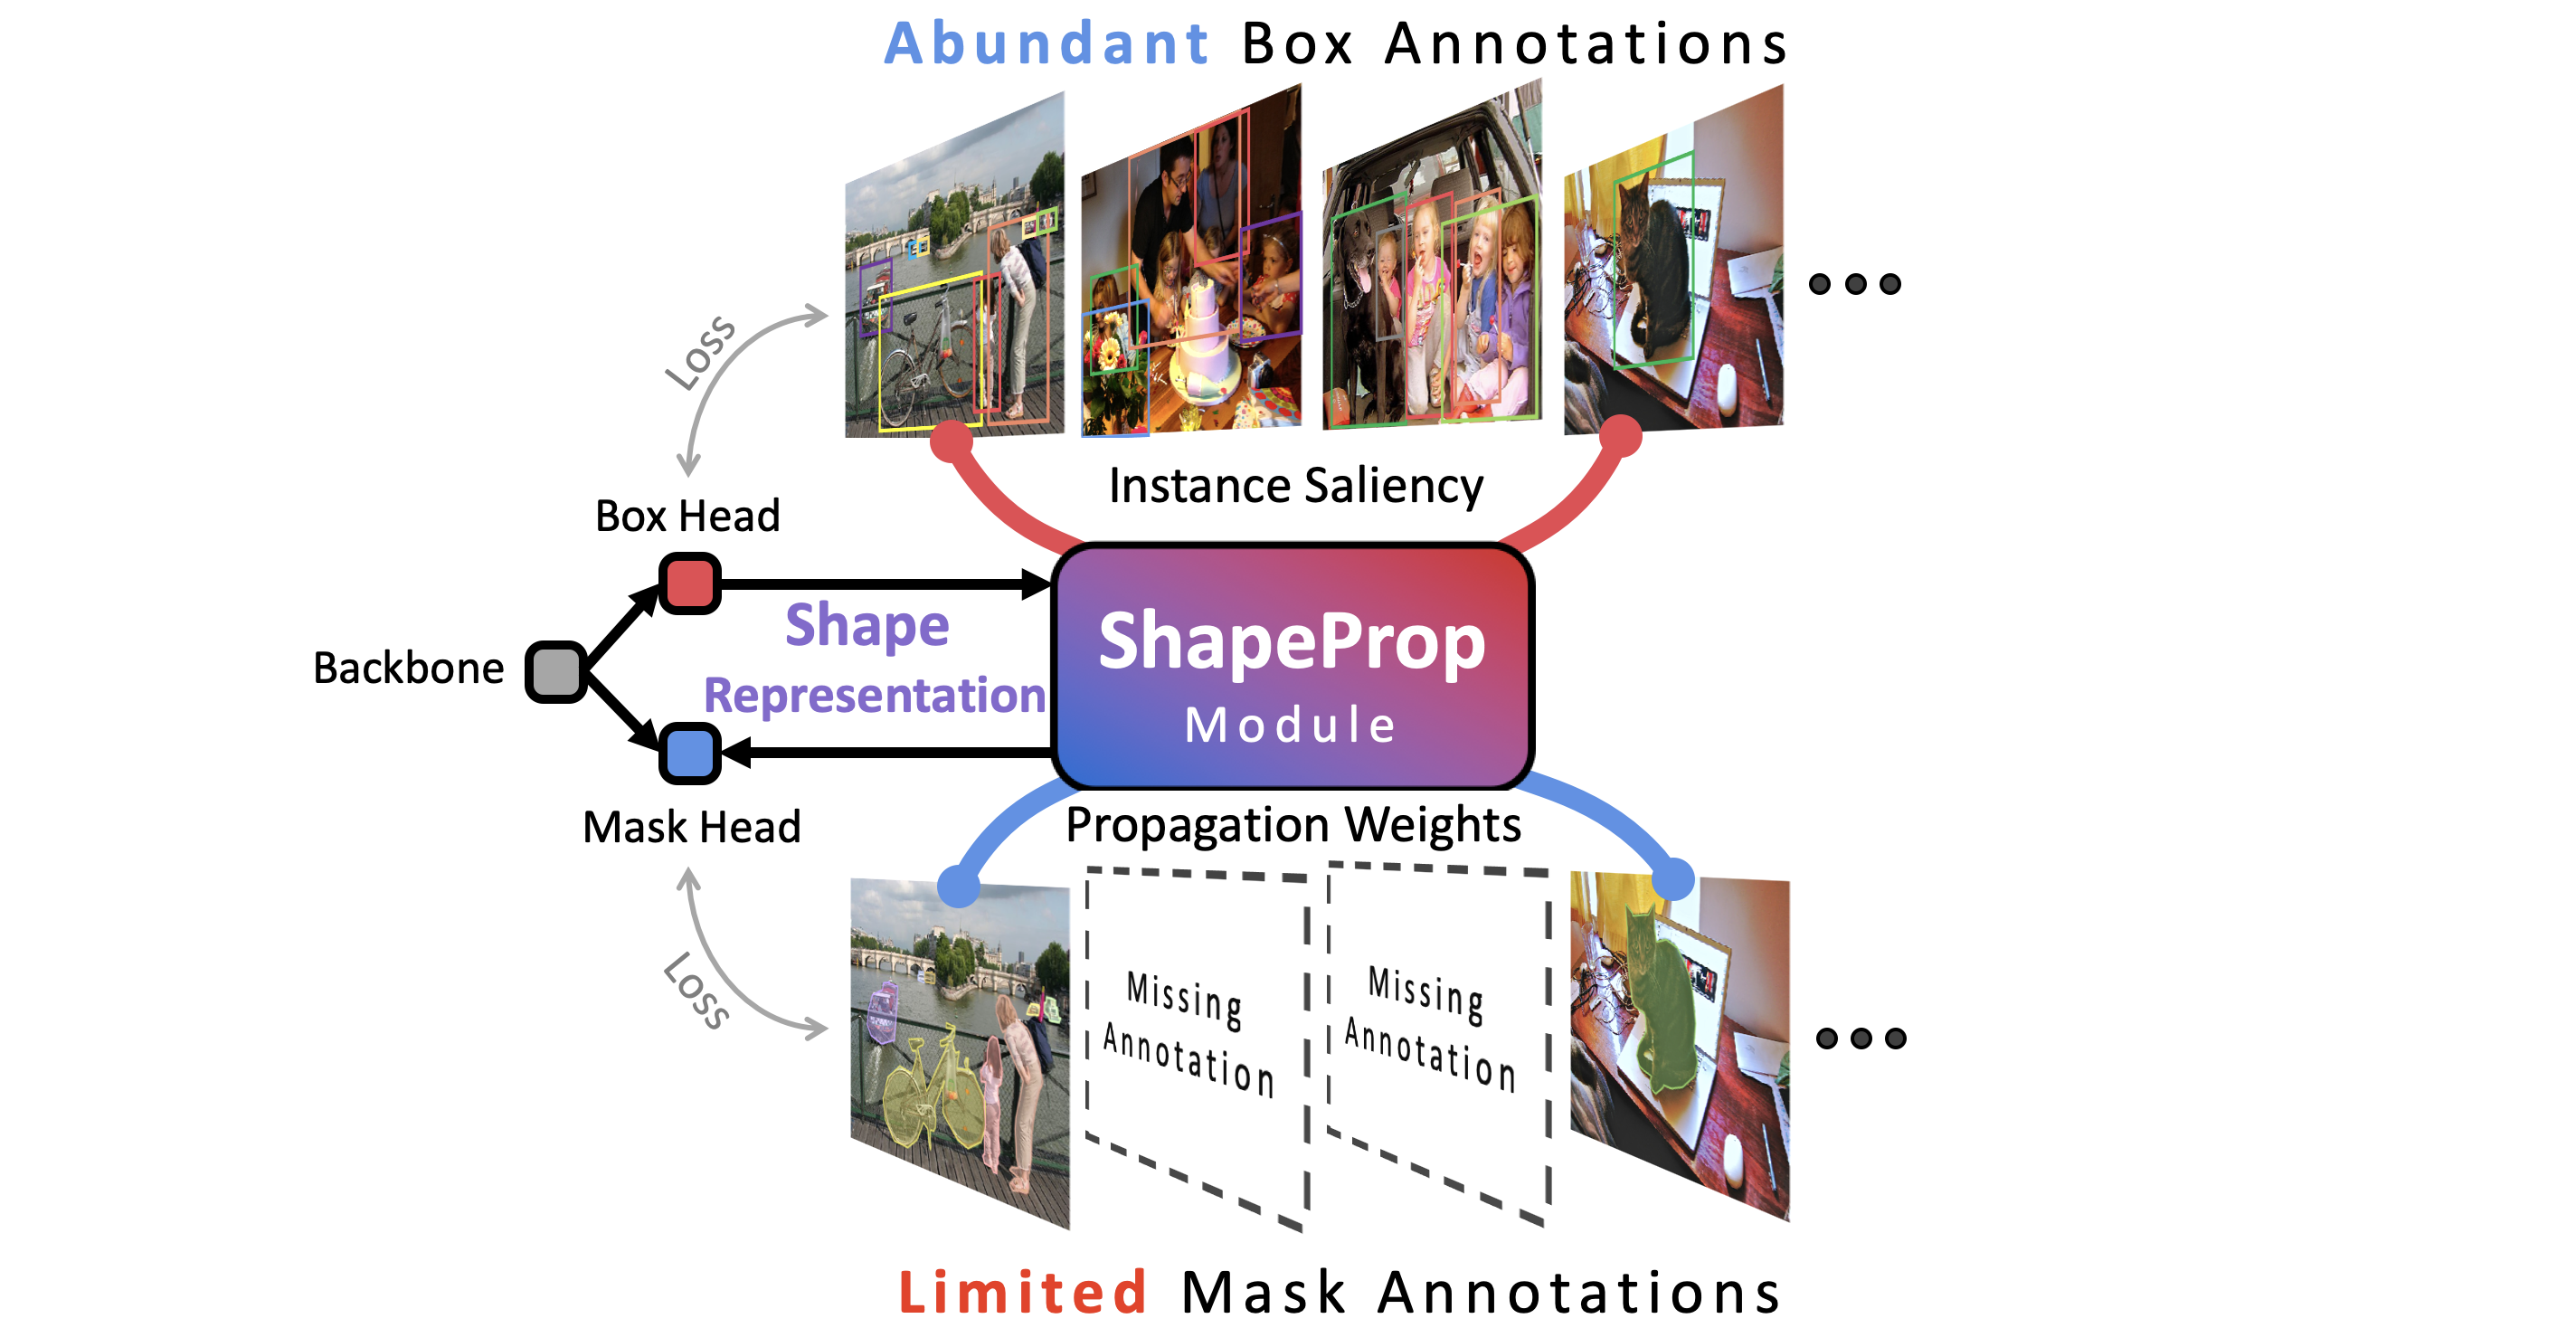 Abundant Box Annotations
Loss
Instance Saliency
Box Head
Shape
Representation
Backbone
ShapeProp
Module
Mask Head
Propagation Weights
Loss
Missing
Annotation
Missing
Annotation
Limited Mask Annotations